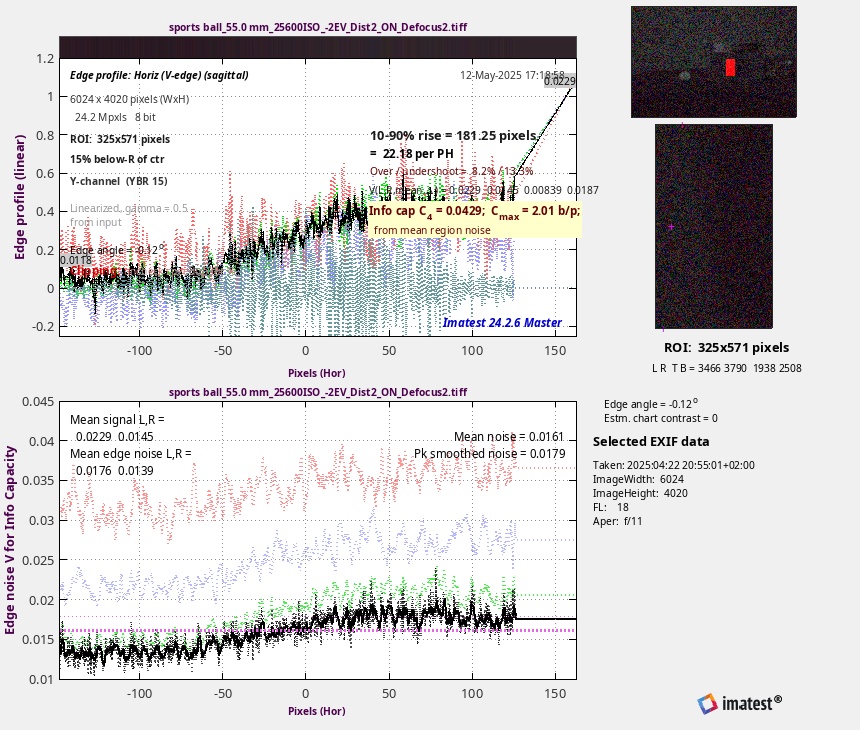 sports ball_55.0 mm_25600ISO_-2EV_Dist2_ON_Defocus2.tiff
Edge profile: Horiz (V-edge) (sagittal)
12-May-2025 17:18:58
0.0229
6024 x 4020 pixels (WxH)
24.2 Mpxls 8 bit
ROI: 325x571 pixels
15% below-R of ctr
Y-channel (YBR 15)
Linearized, gamma = 0.5
from input
Edge angle = -0.12°
0.0118
Clipping
10-90% rise = 181.25 pixels
= 22.18 per PH
Over / undershoot = 8.2% / 13.3%
0.0229 0.0145 0.00839 0.0187
Info cap C4 = 0.0429; Cmax = 2.01 b/p;
from mean region noise
Imatest 24.2.6 Master
Edge profile (linear)
1.2
1
0.8
0.6
0.4
0.2
0
-0.2
-100 -50 0 50 100 150
Pixels (Hor)
sports ball_55.0 mm_25600ISO_-2EV_Dist2_ON_Defocus2.tiff
Mean signal L,R =
0.0229 0.0145
Mean edge noise L,R =
0.0176 0.0139
Mean noise = 0.0161
Pk smoothed noise = 0.0179
Edge noise V for Info Capacity
0.045
0.04
0.035
0.03
0.025
0.02
0.015
0.01
-100 -50 0 50 100 150
Pixels (Hor)
ROI: 325x571 pixels
L R T B = 3466 3790 1938 2508
Edge angle = -0.12°
Estm. chart contrast = 0
Selected EXIF data
Taken: 2025:04:22 20:55:01+02:00
ImageWidth: 6024
ImageHeight: 4020
FL: 18
Aper: f/11
imatest®